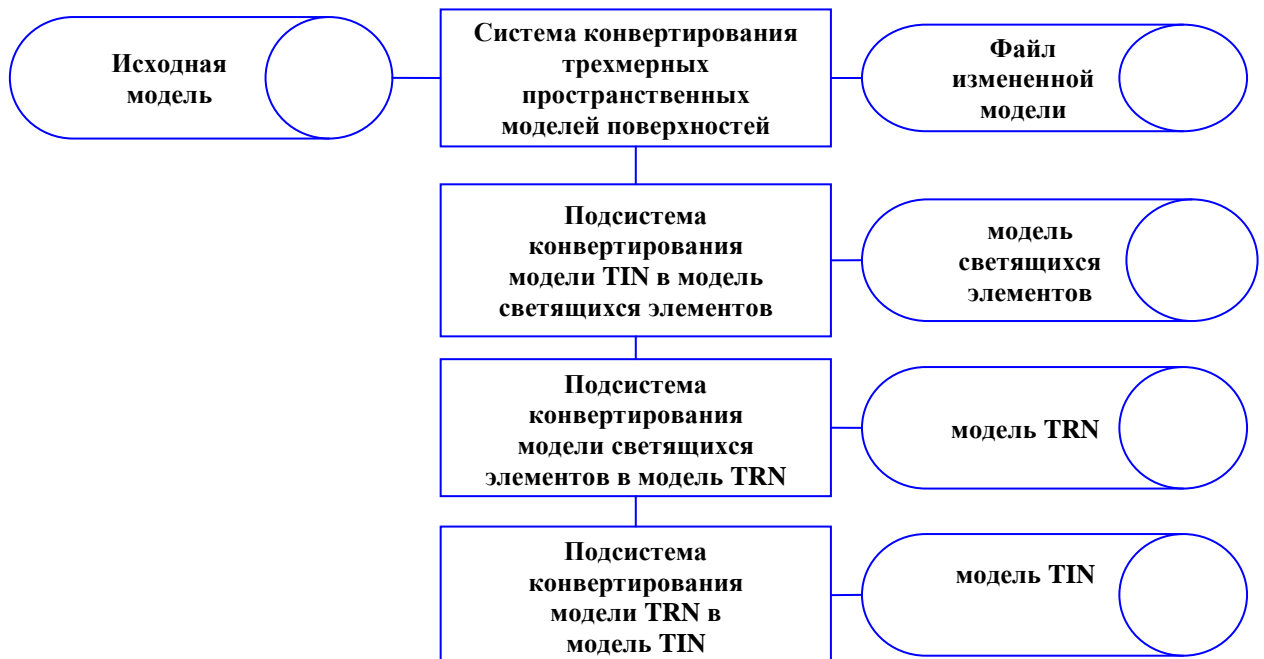 Исходная
модель
Система конвертирования
трехмерных
пространственных
моделей поверхностей
Файл
измененной
модели
Подсистема
конвертирования
модели TIN в модель
светящихся элементов
модель
светящихся
элементов
Подсистема
конвертирования
модели светящихся
элементов в модель TRN
модель TRN
Подсистема
конвертирования
модели TRN в
модель TIN
модель TIN